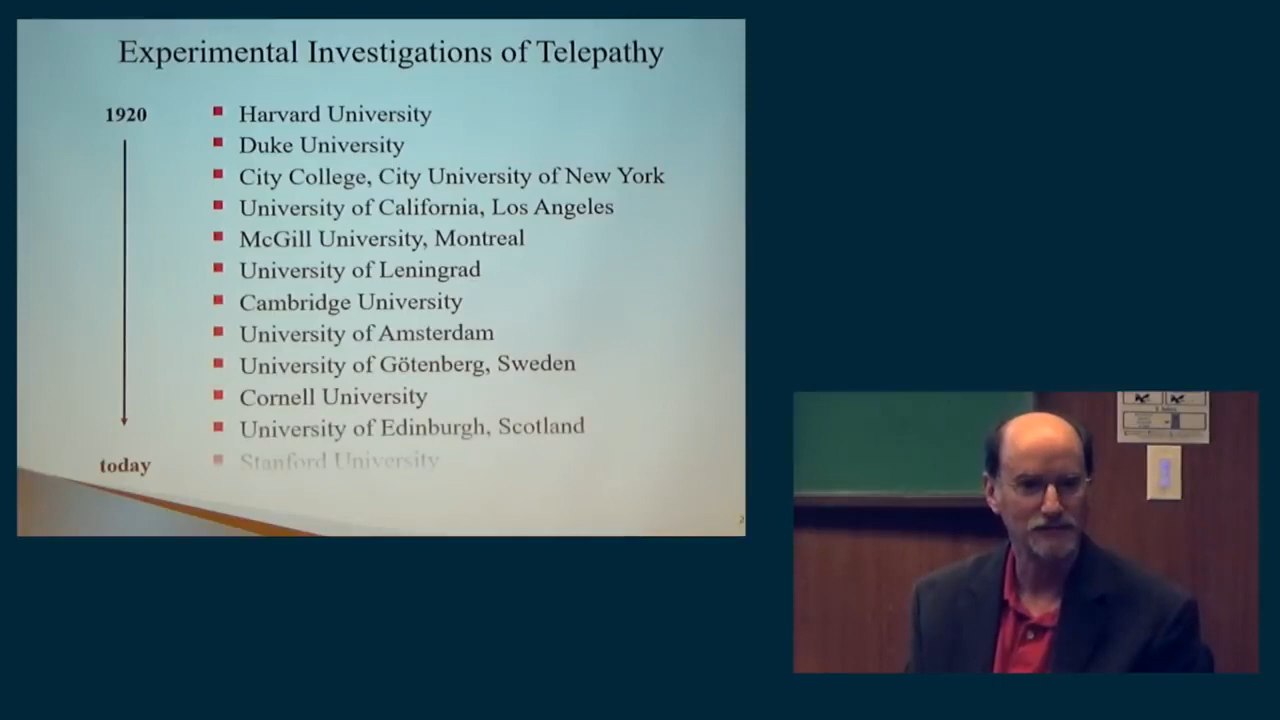 Experimental Investigations of Telepathy
1920
Harvard University
Duke University
City College, City University of New York
University of California, Los Angeles
McGill University, Montreal
University of Leningrad
Cambridge University
University of Amsterdam
University of Götenberg, Sweden
Cornell University
University of Edinburgh, Scotland
today
Stanford University
2